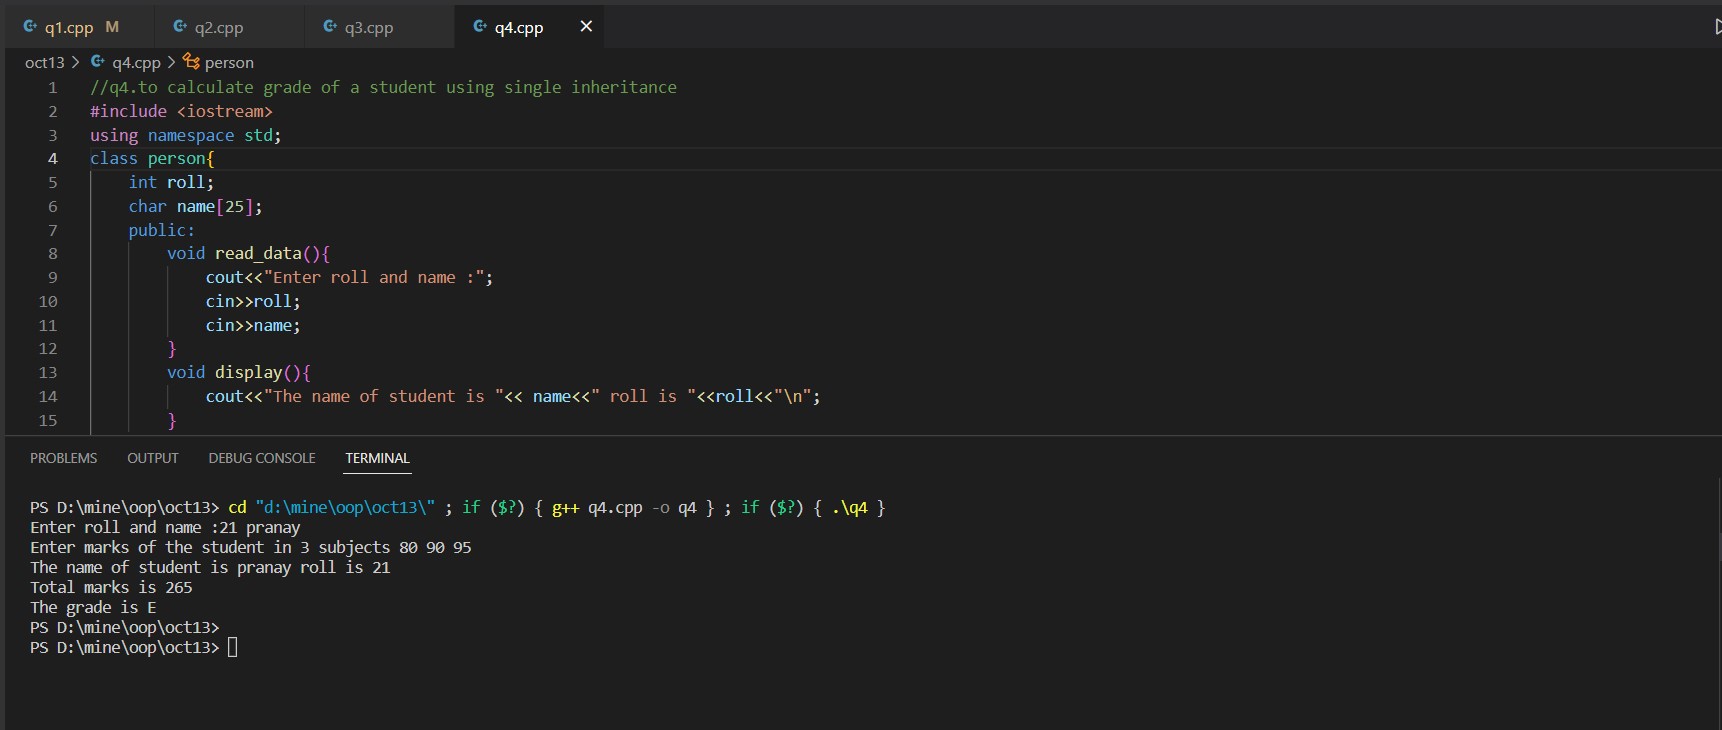 q1.cpp M q2.cpp q3.cpp q4.cpp
oct13 > q4.cpp > person
1 //q4.to calculate grade of a student using single inheritance
2 #include <iostream>
3 using namespace std;
4 class person{
5 int roll;
6 char name[25];
7 public:
8 void read_data(){
9 cout<<"Enter roll and name :";
10 cin>>roll;
11 cin>>name;
12 }
13 void display(){
14 cout<<"The name of student is "<< name<<" roll is "<<roll<<"\n";
15 }
PROBLEMS OUTPUT DEBUG CONSOLE TERMINAL
PS D:\mine\oop\oct13> cd "d:\mine\oop\oct13\" ; if ($?) { g++ q4.cpp -o q4 } ; if ($?) { .\q4 }
Enter roll and name :21 pranay
Enter marks of the student in 3 subjects 80 90 95
The name of student is pranay roll is 21
Total marks is 265
The grade is E
PS D:\mine\oop\oct13>
PS D:\mine\oop\oct13>